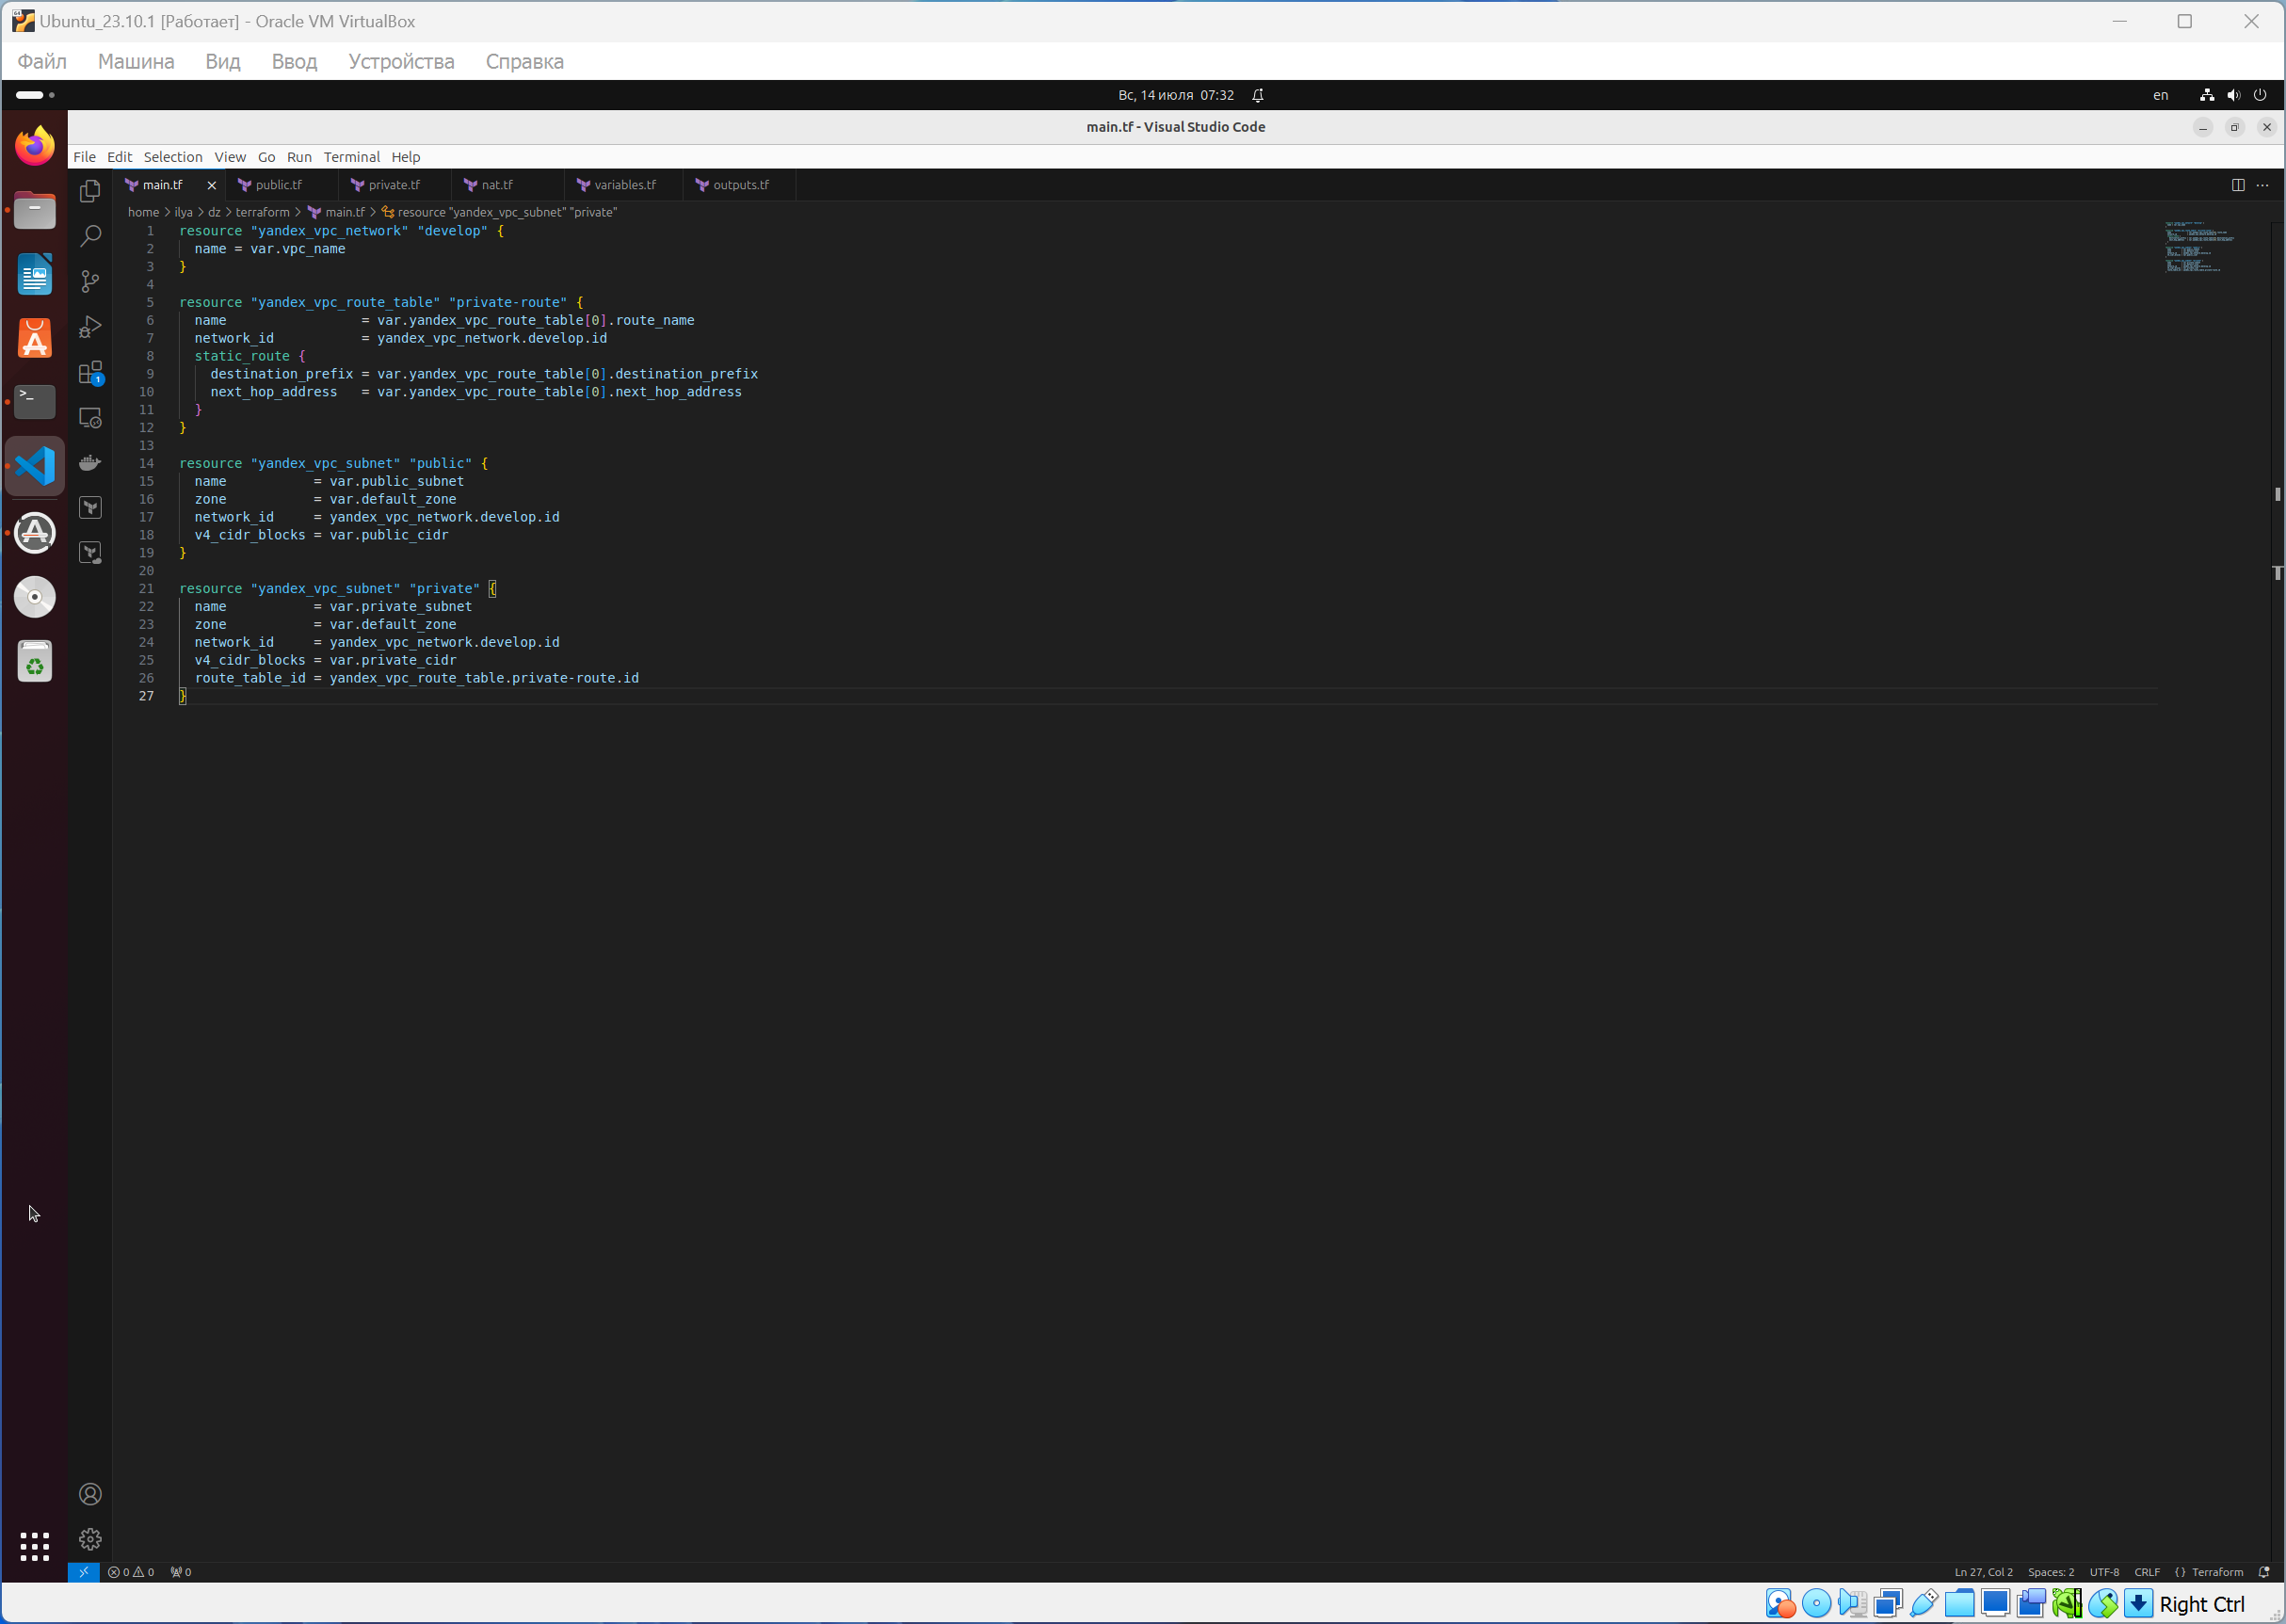 Ubuntu_23.10.1 [Работает] - Oracle VM VirtualBox
Файл Машина Вид Ввод Устройства Справка
Вс, 14 июля 07:32
en
main.tf - Visual Studio Code
File Edit Selection View Go Run Terminal Help
main.tf public.tf private.tf nat.tf variables.tf outputs.tf
home > ilya > dz > terraform > main.tf > resource "yandex_vpc_subnet" "private"
1 resource "yandex_vpc_network" "develop" {
2   name = var.vpc_name
3 }
4
5 resource "yandex_vpc_route_table" "private-route" {
6   name                 = var.yandex_vpc_route_table[0].route_name
7   network_id           = yandex_vpc_network.develop.id
8   static_route {
9     destination_prefix = var.yandex_vpc_route_table[0].destination_prefix
10     next_hop_address   = var.yandex_vpc_route_table[0].next_hop_address
11   }
12 }
13
14 resource "yandex_vpc_subnet" "public" {
15   name           = var.public_subnet
16   zone           = var.default_zone
17   network_id     = yandex_vpc_network.develop.id
18   v4_cidr_blocks = var.public_cidr
19 }
20
21 resource "yandex_vpc_subnet" "private" {
22   name           = var.private_subnet
23   zone           = var.default_zone
24   network_id     = yandex_vpc_network.develop.id
25   v4_cidr_blocks = var.private_cidr
26   route_table_id = yandex_vpc_route_table.private-route.id
27 }
1
0 0 0
Ln 27, Col 2 Spaces: 2 UTF-8 CRLF {} Terraform
Right Ctrl